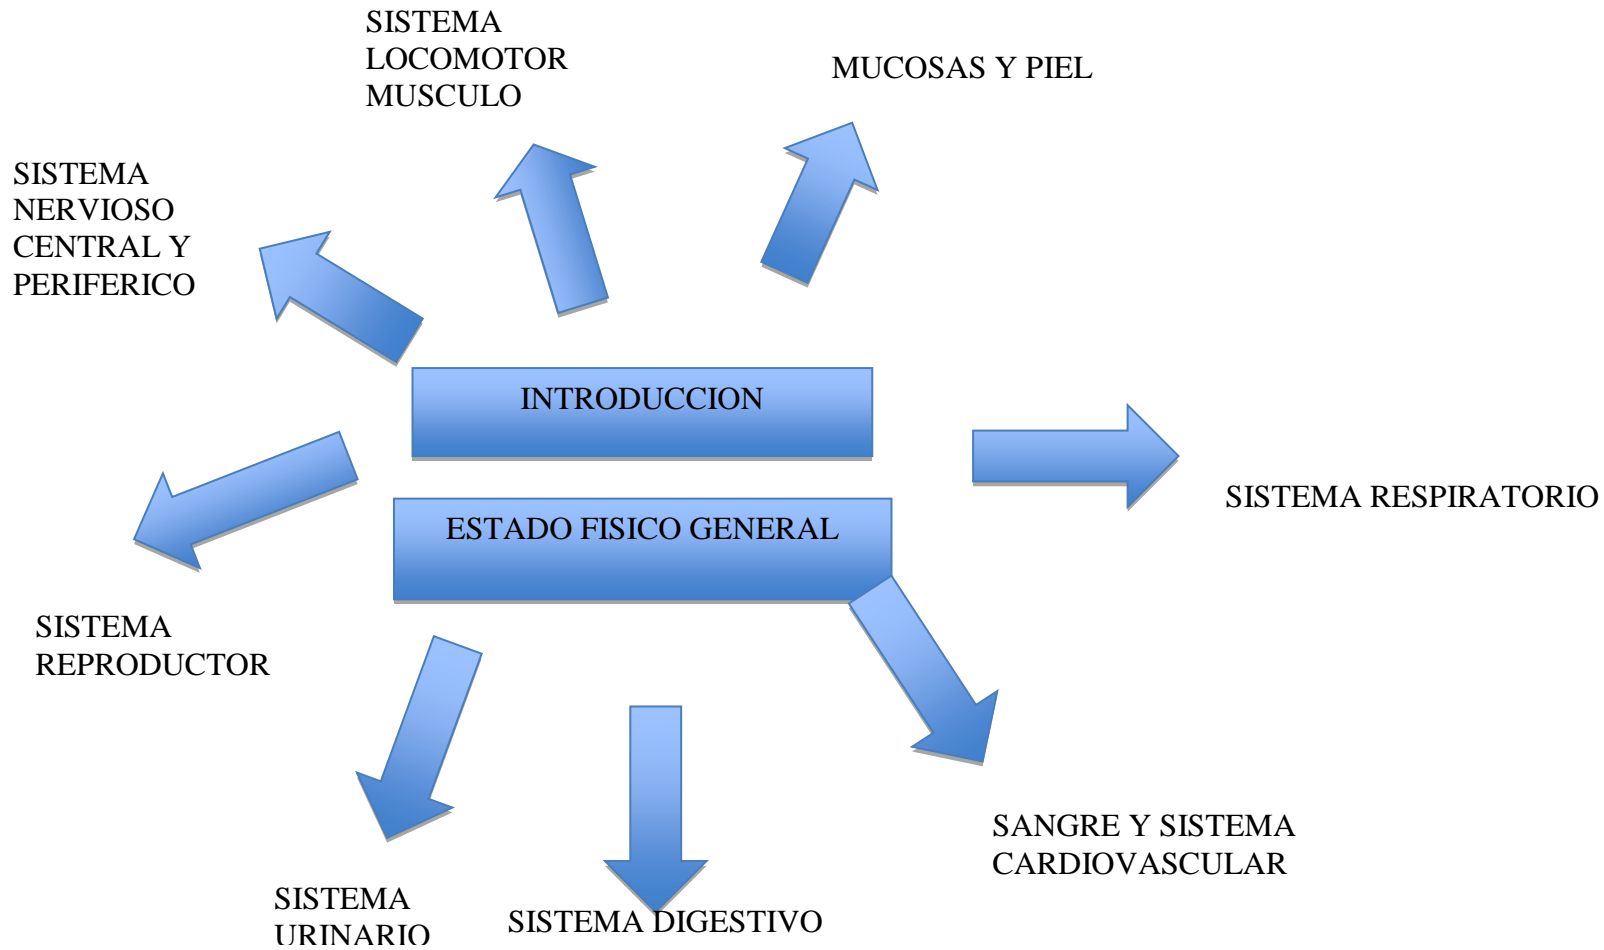 SISTEMA
LOCOMOTOR
MUSCULO
MUCOSAS Y PIEL
SISTEMA
NERVIOSO
CENTRAL Y
PERIFERICO
INTRODUCCION
SISTEMA RESPIRATORIO
ESTADO FISICO GENERAL
SISTEMA
REPRODUCTOR
SANGRE Y SISTEMA
CARDIOVASCULAR
SISTEMA
URINARIO
SISTEMA DIGESTIVO